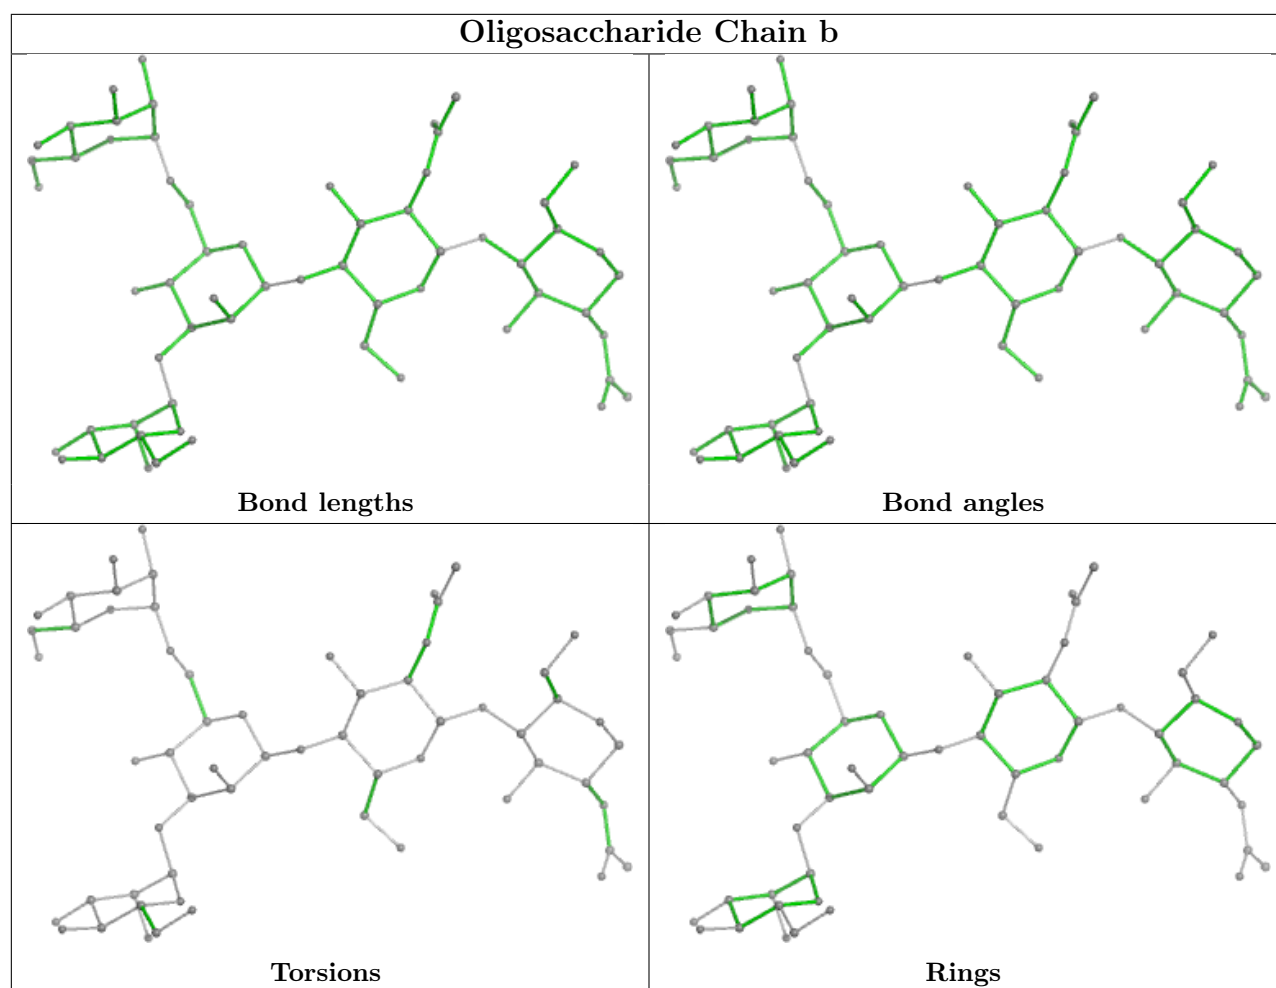 Oligosaccharide Chain b
Bond lengths
Bond angles
Torsions
Rings